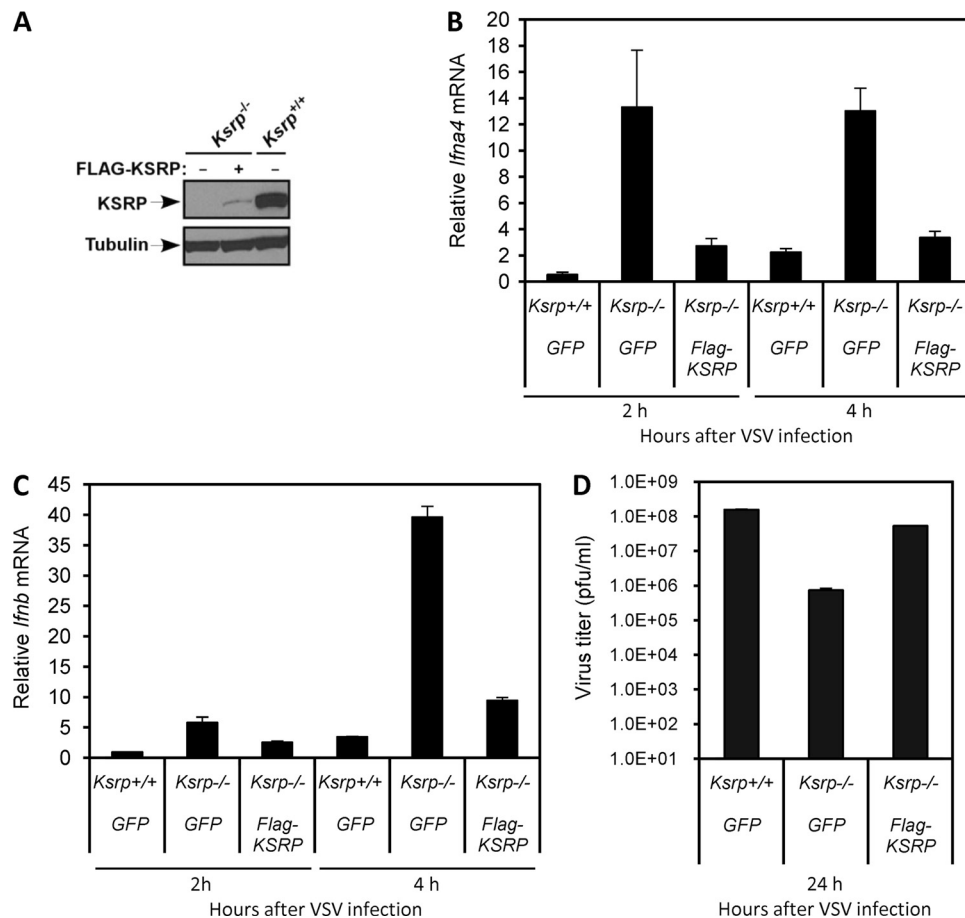 A
Ksrp-/-
Ksrp+/+
FLAG-KSRP: – + –
KSRP
Tubulin
B
Relative Ifna4 mRNA
20
18
16
14
12
10
8
6
4
2
0
Ksrp+/+ Ksrp-/- Ksrp-/- Ksrp+/+ Ksrp-/- Ksrp-/-
GFP GFP Flag- GFP GFP Flag-
KSRP KSRP
2 h 4 h
Hours after VSV infection
C
Relative Ifnb mRNA
45
40
35
30
25
20
15
10
5
0
Ksrp+/+ Ksrp-/- Ksrp-/- Ksrp+/+ Ksrp-/- Ksrp-/-
GFP GFP Flag- GFP GFP Flag-
KSRP KSRP
2h 4 h
Hours after VSV infection
D
Virus titer (pfu/ml)
1.0E+09
1.0E+08
1.0E+07
1.0E+06
1.0E+05
1.0E+04
1.0E+03
1.0E+02
1.0E+01
Ksrp+/+ Ksrp-/- Ksrp-/-
GFP GFP Flag-
KSRP
24 h
Hours after VSV infection